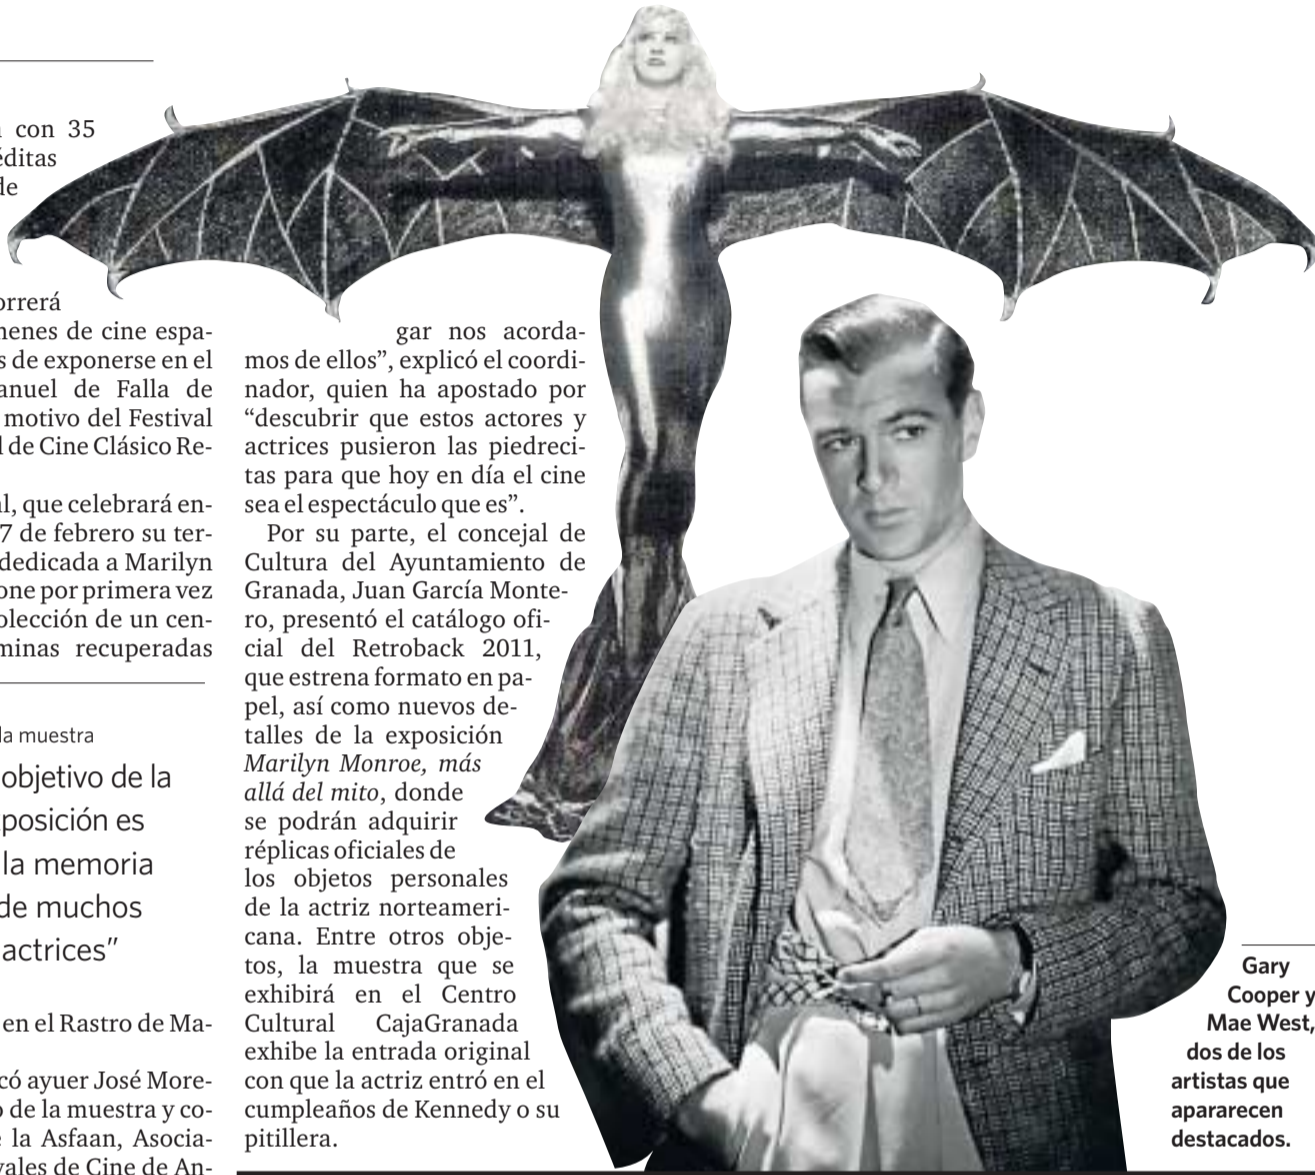 n con 35
éditas
de
orrerá
menes de cine espa-
s de exponerse en el
anuel de Falla de
motivo del Festival
l de Cine Clásico Re-
al, que celebrará en-
7 de febrero su ter-
dedicada a Marilyn
one por primera vez
olección de un cen-
minas recuperadas
la muestra
objetivo de la
posición es
la memoria
de muchos
actrices”
en el Rastro de Ma-
có ayuer José More-
o de la muestra y co-
e la Asfaan, Asocia-
vales de Cine de An-
gar nos acorda-
mos de ellos”, explicó el coordi-
nador, quien ha apostado por
“descubrir que estos actores y
actrices pusieron las piedreci-
tas para que hoy en día el cine
sea el espectáculo que es”.
Por su parte, el concejal de
Cultura del Ayuntamiento de
Granada, Juan García Monte-
ro, presentó el catálogo ofi-
cial del Retroback 2011,
que estrena formato en pa-
pel, así como nuevos de-
talles de la exposición
Marilyn Monroe, más
allá del mito, donde
se podrán adquirir
réplicas oficiales de
los objetos personales
de la actriz norteameri-
cana. Entre otros obje-
tos, la muestra que se
exhibirá en el Centro
Cultural CajaGranada
exhibe la entrada original
con que la actriz entró en el
cumpleaños de Kennedy o su
pitillera.
Gary
Cooper y
Mae West,
dos de los
artistas que
apararecen
destacados.